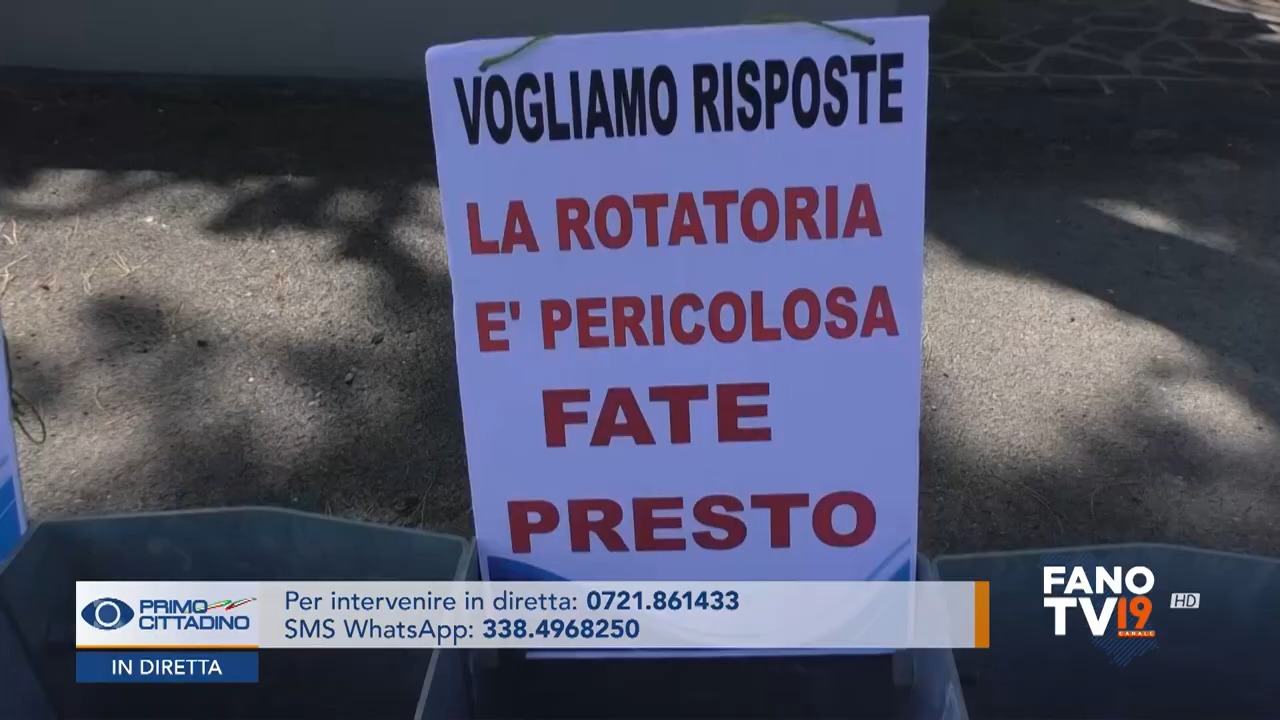 VOGLIAMO RISPOSTE
LA ROTATORIA
E' PERICOLOSA
FATE
PRESTO
PRIMO
CITTADINO
Per intervenire in diretta: 0721.861433
SMS WhatsApp: 338.4968250
IN DIRETTA
FANO
TV19
CANALE
HD